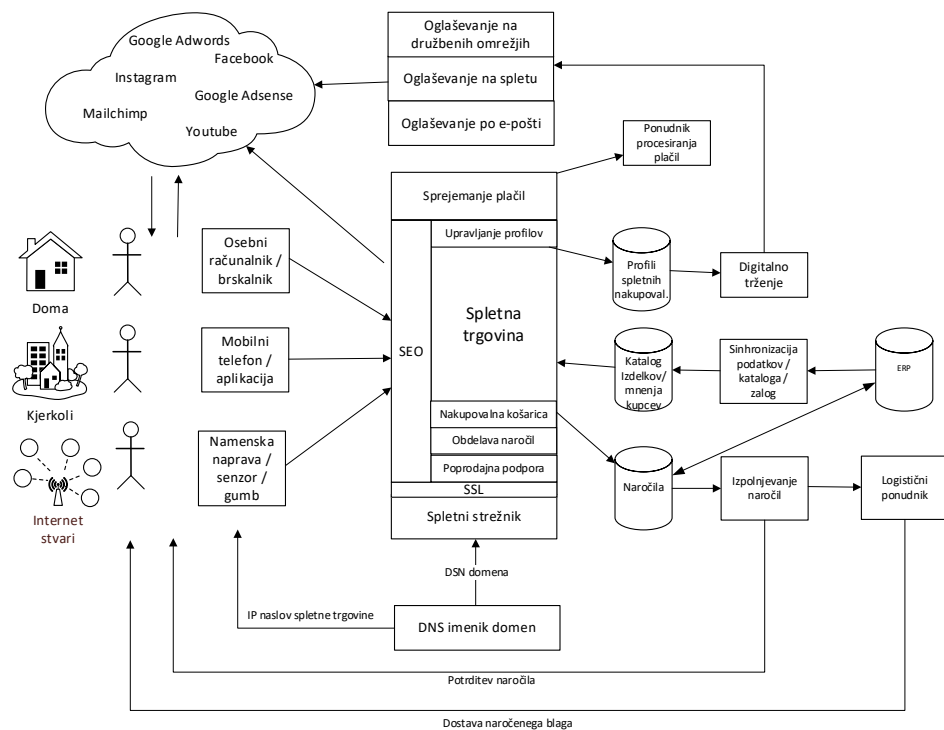 Google Adwords
Facebook
Instagram
Google Adsense
Mailchimp
Youtube
Oglaševanje na
družbenih omrežjih
Oglaševanje na spletu
Oglaševanje po e-pošti
Ponudnik
procesiranja
plačil
Sprejemanje plačil
Upravljanje profilov
Spletna
trgovina
SEO
Nakupovalna košarica
Obdelava naročil
Poprodajna podpora
SSL
Spletni strežnik
Doma
Kjerkoli
Internet
stvari
Osebni
računalnik /
brskalnik
Mobilni
telefon /
aplikacija
Namenska
naprava /
senzor /
gumb
Profili
spletnih
nakupoval.
Digitalno
trženje
Katalog
Izdelkov/
mnenja
kupcev
Sinhronizacija
podatkov /
kataloga /
zalog
ERP
Naročila
Izpolnjevanje
naročil
Logistični
ponudnik
DSN domena
IP naslov spletne trgovine
DNS imenik domen
Potrditev naročila
Dostava naročenega blaga